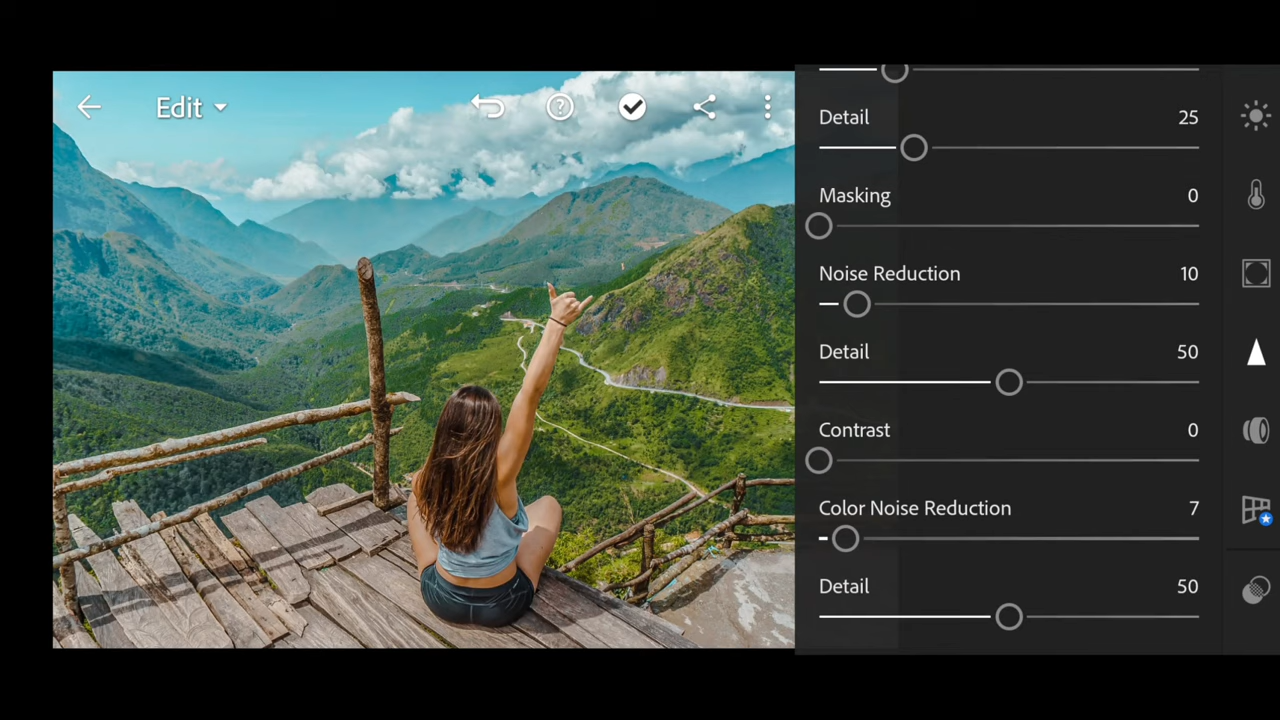 Edit
Detail 25
Masking 0
Noise Reduction 10
Detail 50
Contrast 0
Color Noise Reduction 7
Detail 50